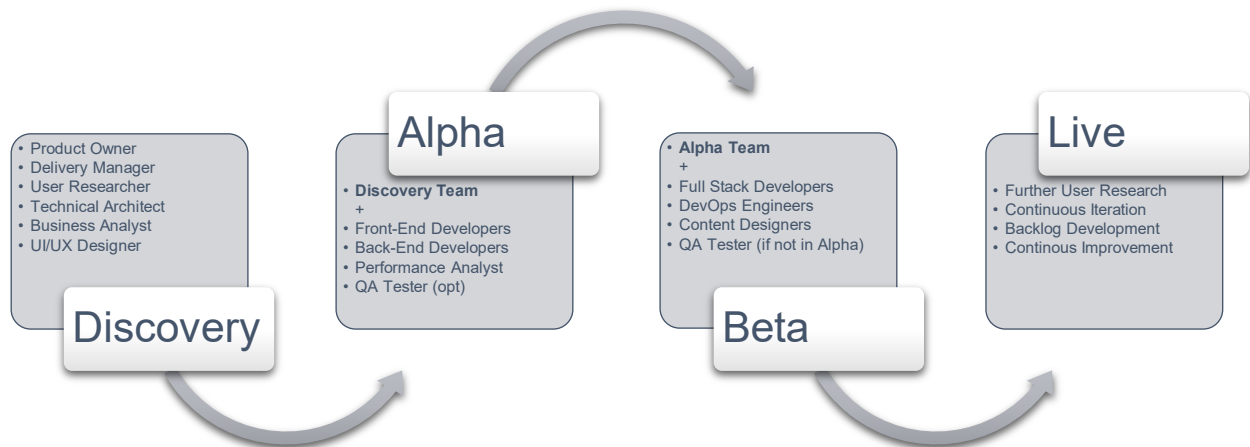 Discovery
• Product Owner
• Delivery Manager
• User Researcher
• Technical Architect
• Business Analyst
• UI/UX Designer
Alpha
• Discovery Team
+
• Front-End Developers
• Back-End Developers
• Performance Analyst
• QA Tester (opt)
Beta
• Alpha Team
+
• Full Stack Developers
• DevOps Engineers
• Content Designers
• QA Tester (if not in Alpha)
Live
• Further User Research
• Continuous Iteration
• Backlog Development
• Continous Improvement